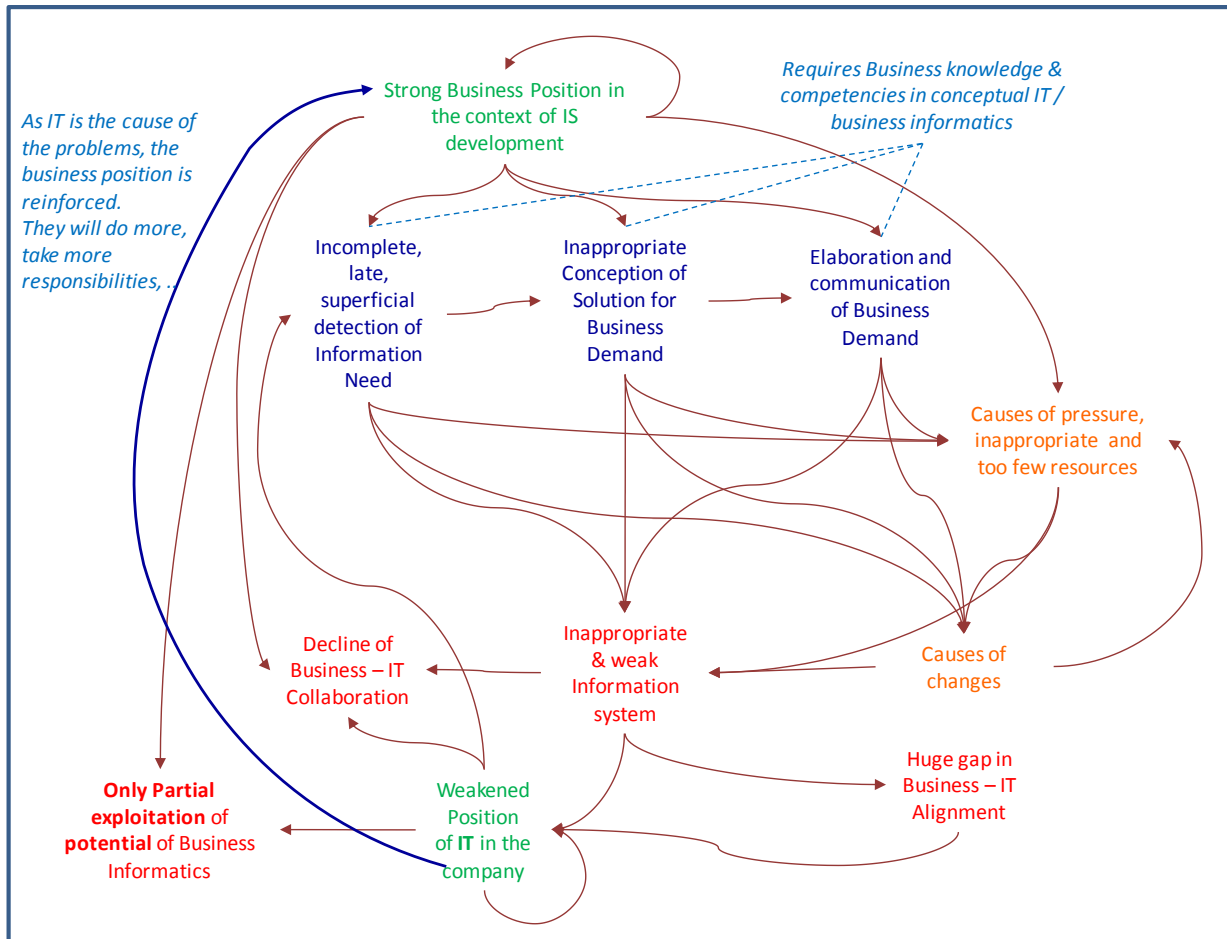 Strong Business Position in
the context of IS
development
Requires Business knowledge &
competencies in conceptual IT /
business informatics
As IT is the cause of
the problems, the
business position is
reinforced.
They will do more,
take more
responsibilities, ..
Incomplete,
late,
superficial
detection of
Information
Need
Inappropriate
Conception of
Solution for
Business
Demand
Elaboration and
communication
of Business
Demand
Causes of pressure,
inappropriate and
too few resources
Decline of
Business – IT
Collaboration
Inappropriate
& weak
Information
system
Causes of
changes
Only Partial
exploitation of
potential of Business
Informatics
Weakened
Position
of IT in the
company
Huge gap in
Business – IT
Alignment